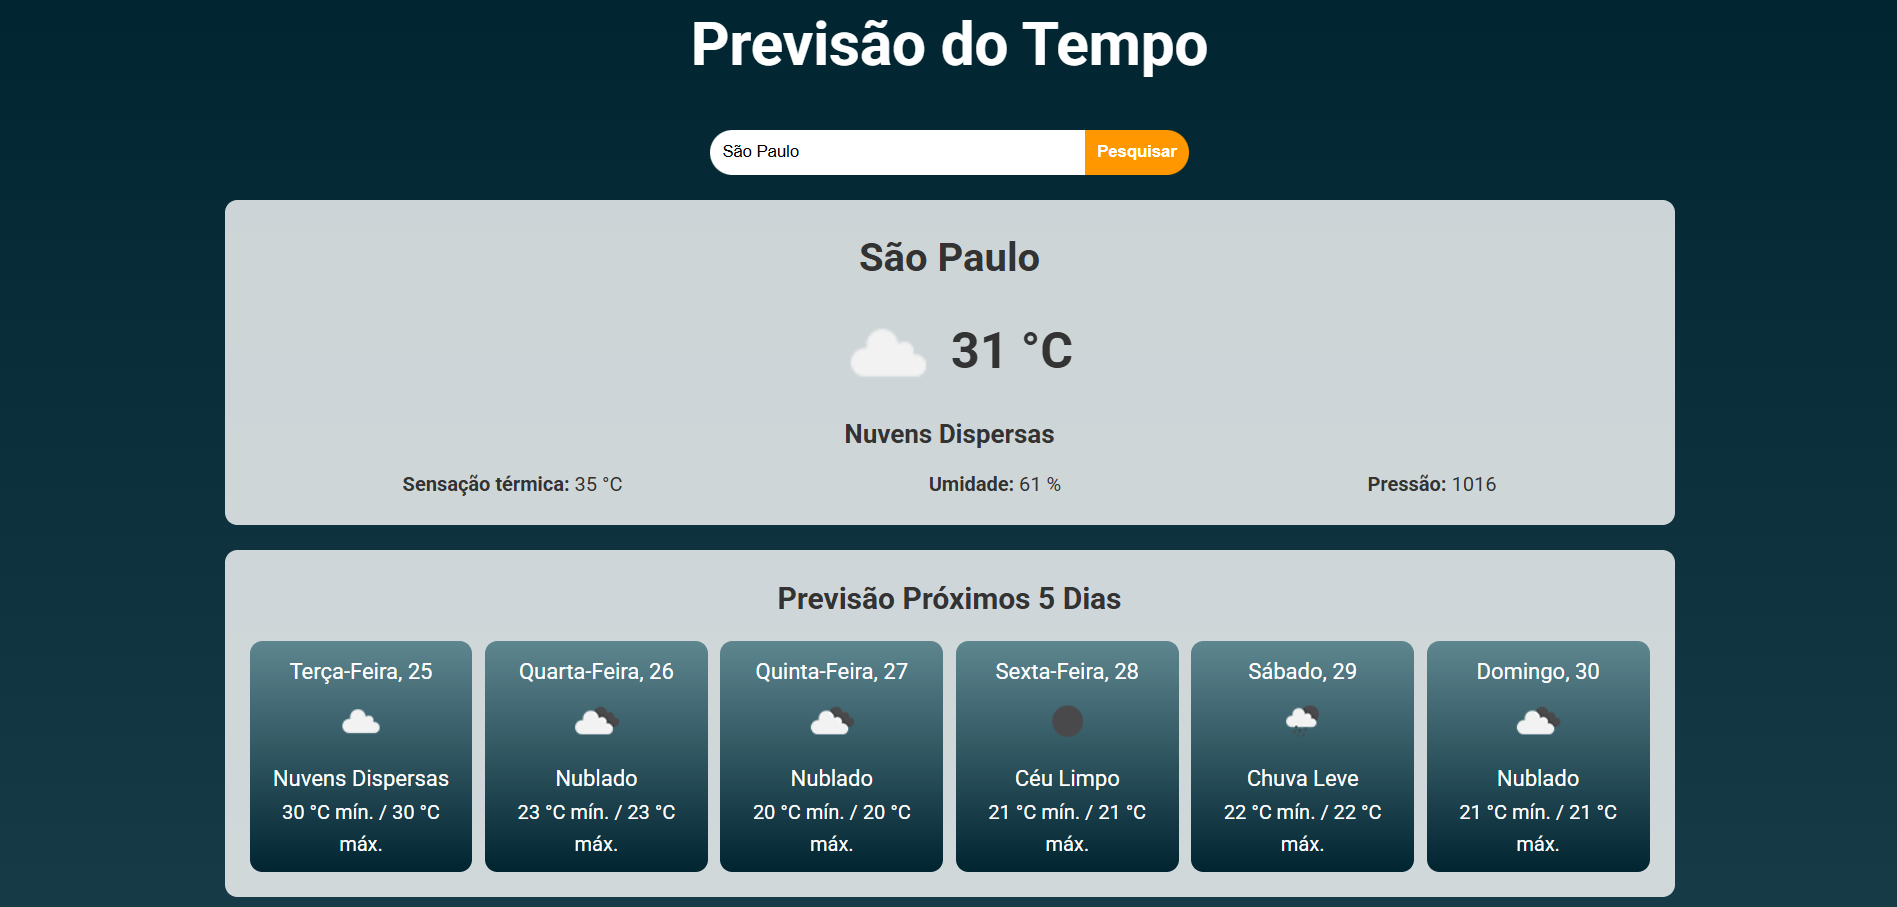 Previsão do Tempo
São Paulo
Pesquisar
São Paulo
31 °C
Nuvens Dispersas
Sensação térmica: 35 °C
Umidade: 61 %
Pressão: 1016
Previsão Próximos 5 Dias
Terça-Feira, 25
Nuvens Dispersas
30 °C mín. / 30 °C
máx.
Quarta-Feira, 26
Nublado
23 °C mín. / 23 °C
máx.
Quinta-Feira, 27
Nublado
20 °C mín. / 20 °C
máx.
Sexta-Feira, 28
Céu Limpo
21 °C mín. / 21 °C
máx.
Sábado, 29
Chuva Leve
22 °C mín. / 22 °C
máx.
Domingo, 30
Nublado
21 °C mín. / 21 °C
máx.